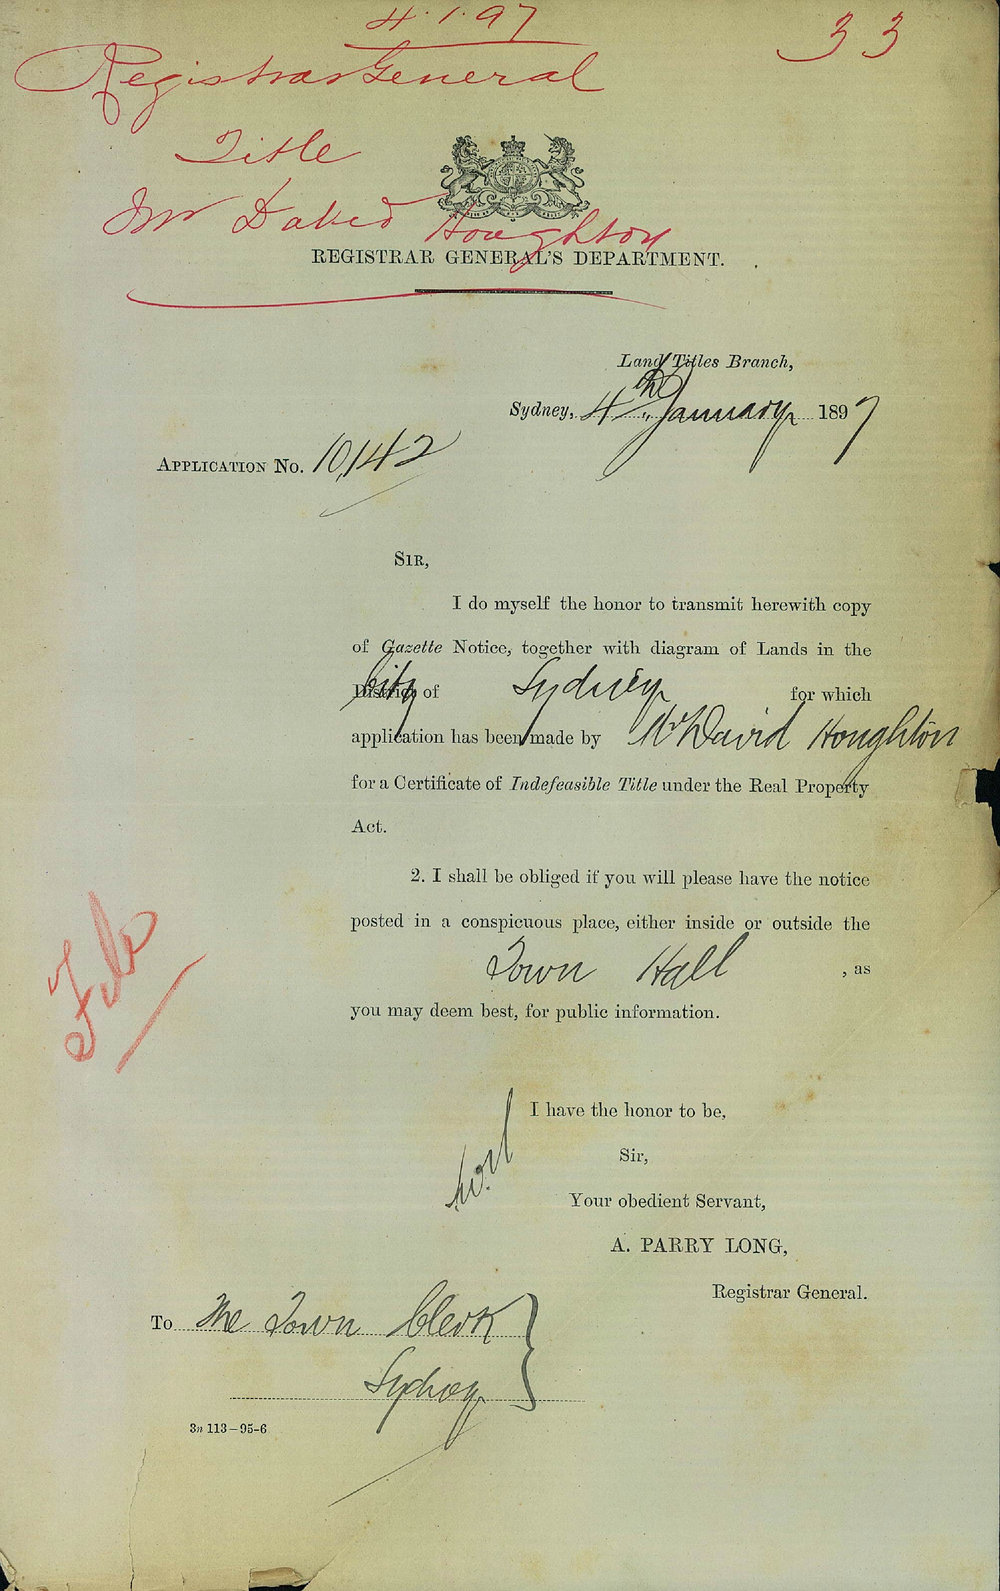 4.1.97
33
Registrar General
Title
Mr David Houghton
REGISTRAR GENERAL'S DEPARTMENT.
Land Titles Branch,
Sydney, 4th January 1897
APPLICATION No. 10,142
SIR,
I do myself the honor to transmit herewith copy
of Gazette Notice, together with diagram of Lands in the
City
District of Sydney for which
application has been made by Mr David Houghton
for a Certificate of Indefeasible Title under the Real Property
Act.
2. I shall be obliged if you will please have the notice
posted in a conspicuous place, either inside or outside the
Town Hall , as
you may deem best, for public information.
File
I have the honor to be,
Sir,
Your obedient Servant,
A. PARRY LONG,
Registrar General.
To The Town Clerk
Sydney
3n 113–95-6